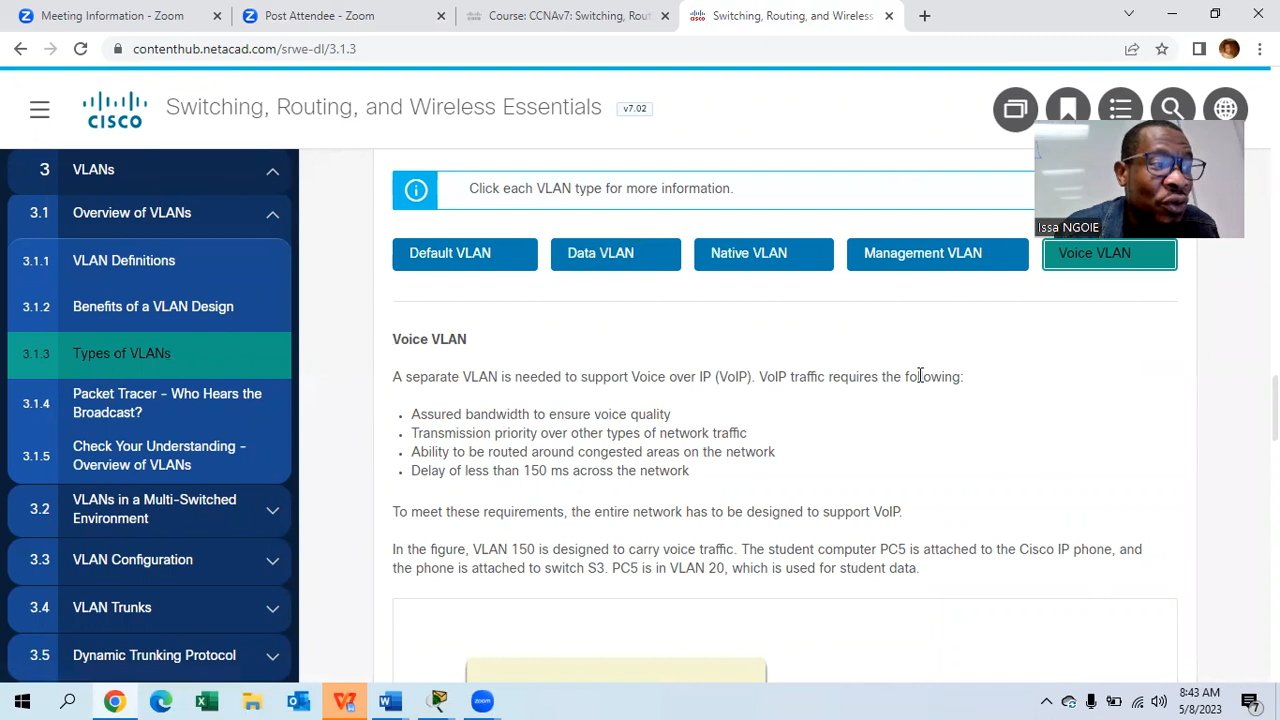 Meeting Information - Zoom
Post Attendee - Zoom
Course: CCNAv7: Switching, Rout
Switching, Routing, and Wireless
contenthub.netacad.com/srwe-dl/3.1.3
CISCO
Switching, Routing, and Wireless Essentials
v7.02
3 VLANs
3.1 Overview of VLANs
3.1.1 VLAN Definitions
3.1.2 Benefits of a VLAN Design
3.1.3 Types of VLANs
3.1.4 Packet Tracer - Who Hears the
Broadcast?
3.1.5 Check Your Understanding -
Overview of VLANs
3.2 VLANs in a Multi-Switched
Environment
3.3 VLAN Configuration
3.4 VLAN Trunks
3.5 Dynamic Trunking Protocol
Click each VLAN type for more information.
Issa NGOIE
Default VLAN
Data VLAN
Native VLAN
Management VLAN
Voice VLAN
Voice VLAN
A separate VLAN is needed to support Voice over IP (VoIP). VoIP traffic requires the following:
• Assured bandwidth to ensure voice quality
• Transmission priority over other types of network traffic
• Ability to be routed around congested areas on the network
• Delay of less than 150 ms across the network
To meet these requirements, the entire network has to be designed to support VoIP.
In the figure, VLAN 150 is designed to carry voice traffic. The student computer PC5 is attached to the Cisco IP phone, and
the phone is attached to switch S3. PC5 is in VLAN 20, which is used for student data.
8:43 AM
5/8/2023
7